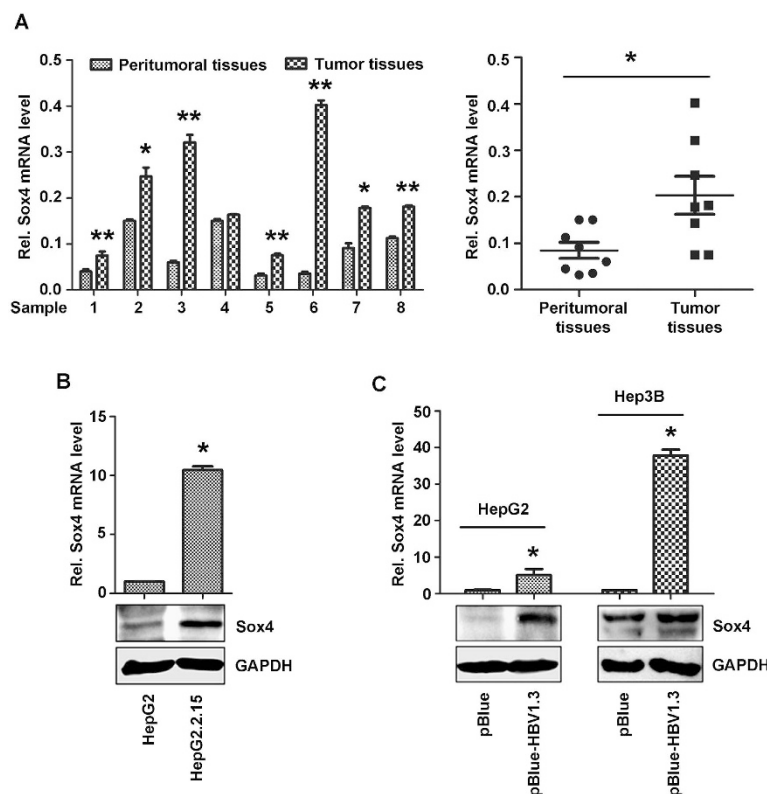 A
Peritumoral tissues Tumor tissues
Rel. Sox4 mRNA level
0.5
0.4
0.3
0.2
0.1
0.0
** * ** ** ** * **
Sample 1 2 3 4 5 6 7 8
*
Rel. Sox4 mRNA level
0.5
0.4
0.3
0.2
0.1
0.0
Peritumoral tissues
Tumor tissues
B
Rel. Sox4 mRNA level
15
10
5
0
*
Sox4
GAPDH
HepG2
HepG2.2.15
C
Rel. Sox4 mRNA level
50
40
30
20
10
0
HepG2
*
Hep3B
*
Sox4
GAPDH
pBlue
pBlue-HBV1.3
pBlue
pBlue-HBV1.3